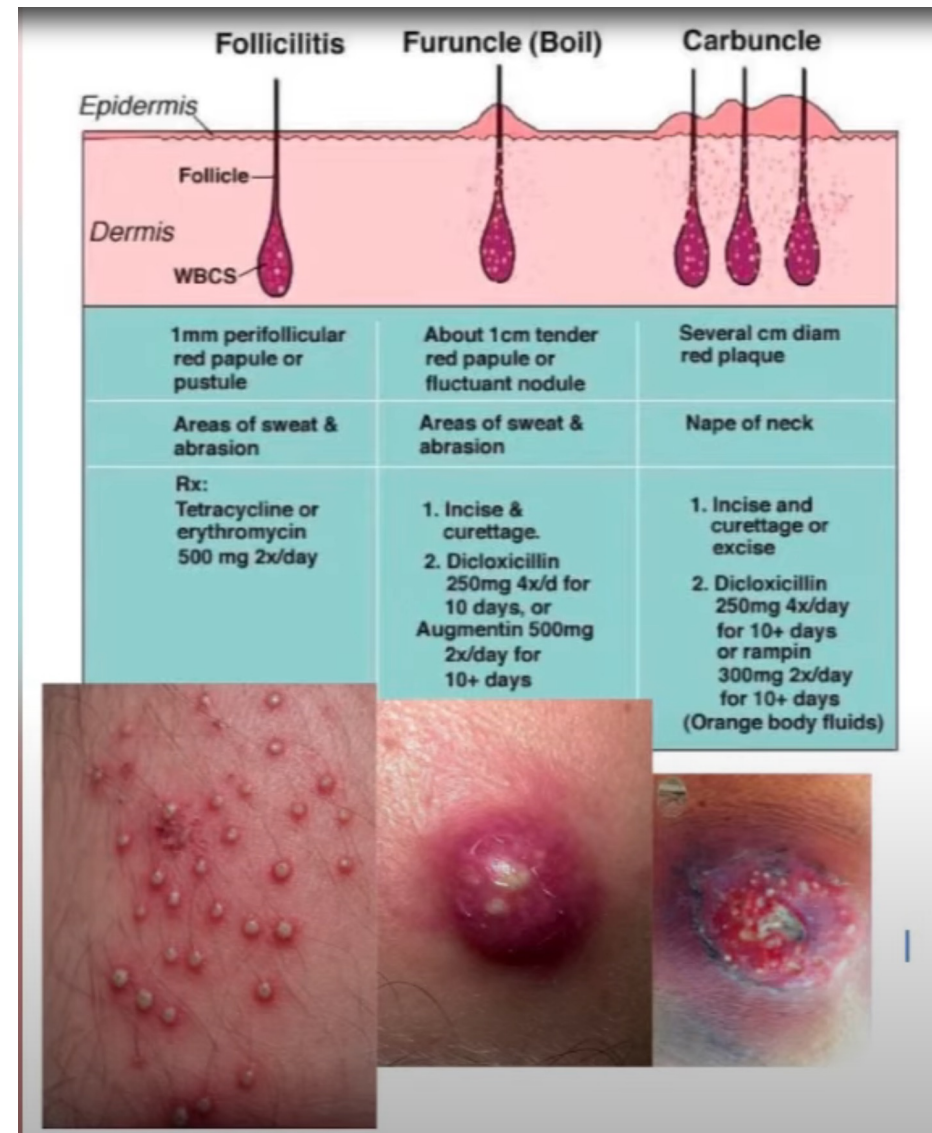 Follicilitis
Furuncle (Boil)
Carbuncle
Epidermis
Follicle
Dermis
WBCS
1mm perifollicular
red papule or
pustule
About 1cm tender
red papule or
fluctuant nodule
Several cm diam
red plaque
Areas of sweat &
abrasion
Areas of sweat &
abrasion
Nape of neck
Rx:
Tetracycline or
erythromycin
500 mg 2x/day
1. Incise &
curettage.
2. Dicloxicillin
250mg 4x/d for
10 days, or
Augmentin 500mg
2x/day for
10+ days
1. Incise and
curettage or
excise
2. Dicloxicillin
250mg 4x/day
for 10+ days
or rampin
300mg 2x/day
for 10+ days
(Orange body fluids)